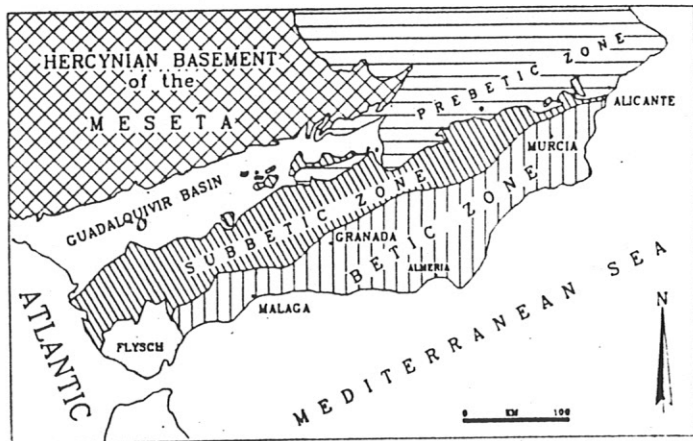 HERCYNIAN BASEMENT
of the
MESETA
PREBETIC ZONE
ALICANTE
MURCIA
GUADALQUIVIR BASIN
SUBBETIC ZONE
BETIC ZONE
GRANADA
ALMERIA
MALAGA
FLYSCH
ATLANTIC
MEDITERRANEAN SEA
N
0 KM 100